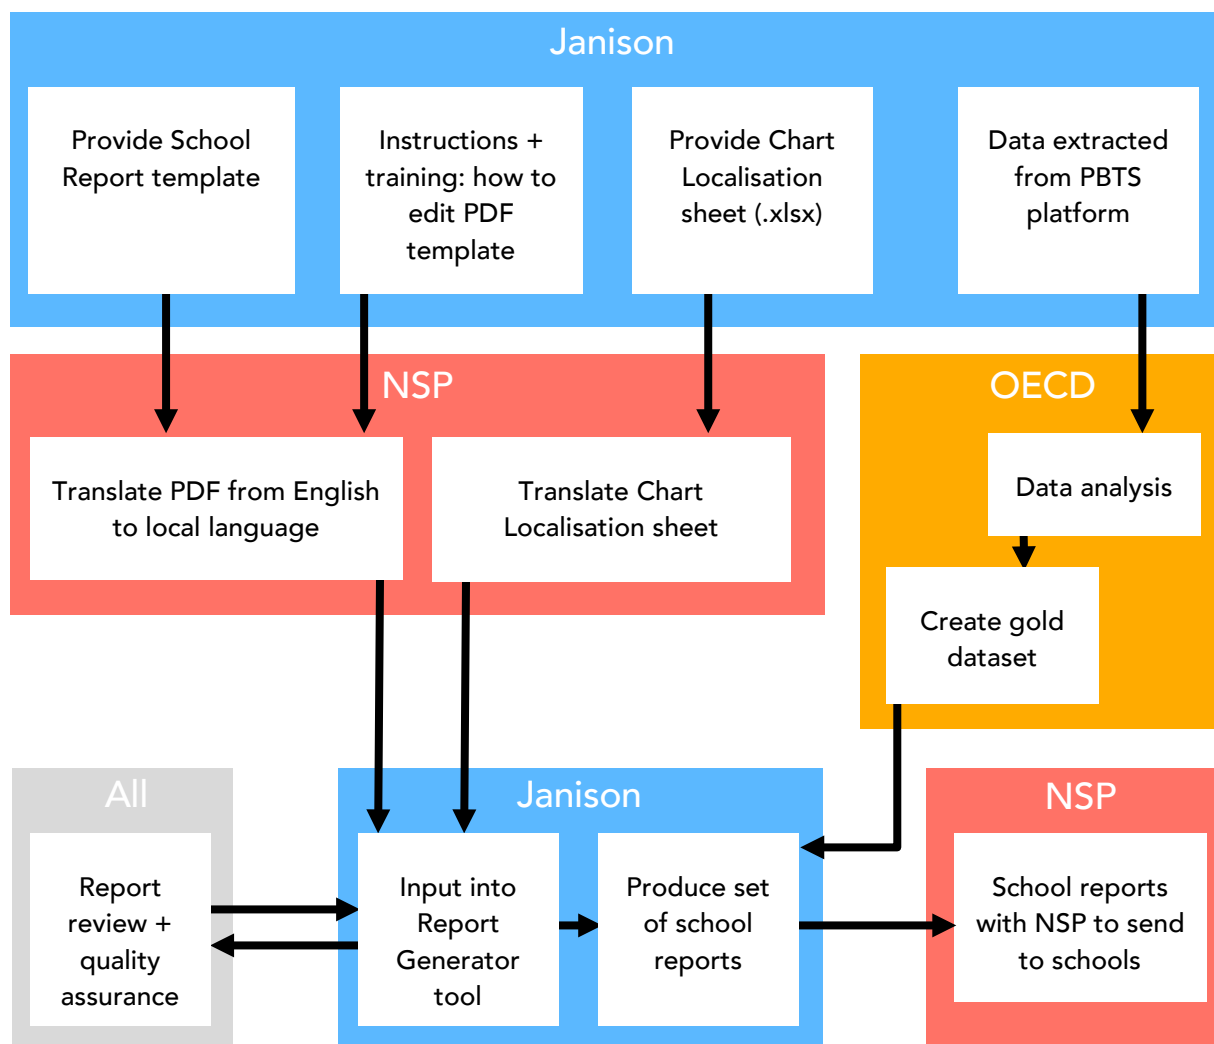 Janison
Provide School
Report template
Instructions +
training: how to
edit PDF
template
Provide Chart
Localisation
sheet (.xlsx)
Data extracted
from PBTS
platform
NSP
Translate PDF from English
to local language
Translate Chart
Localisation sheet
OECD
Data analysis
Create gold
dataset
All
Report
review +
quality
assurance
Janison
Input into
Report
Generator
tool
Produce set
of school
reports
NSP
School reports
with NSP to send
to schools